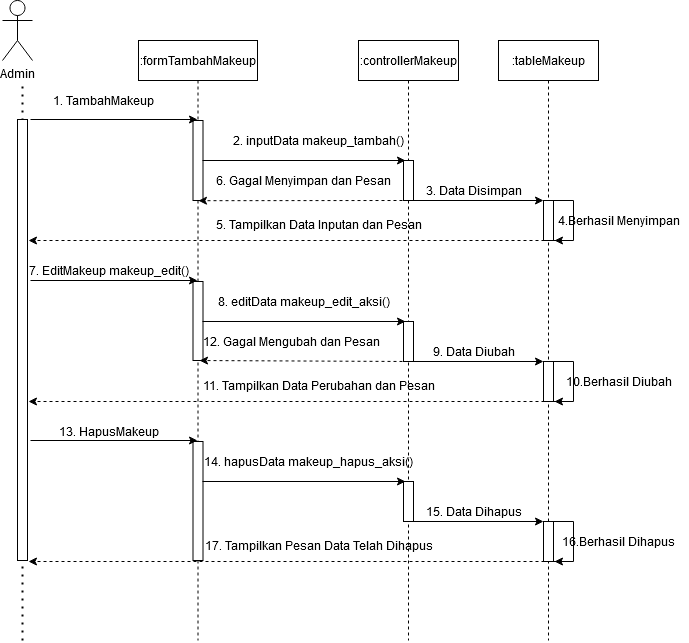 Admin
:formTambahMakeup
:controllerMakeup
:tableMakeup
1. TambahMakeup
2. inputData makeup_tambah()
6. Gagal Menyimpan dan Pesan
3. Data Disimpan
5. Tampilkan Data Inputan dan Pesan
4.Berhasil Menyimpan
7. EditMakeup makeup_edit()
8. editData makeup_edit_aksi()
12. Gagal Mengubah dan Pesan
9. Data Diubah
11. Tampilkan Data Perubahan dan Pesan
10.Berhasil Diubah
13. HapusMakeup
14. hapusData makeup_hapus_aksi()
15. Data Dihapus
17. Tampilkan Pesan Data Telah Dihapus
16.Berhasil Dihapus